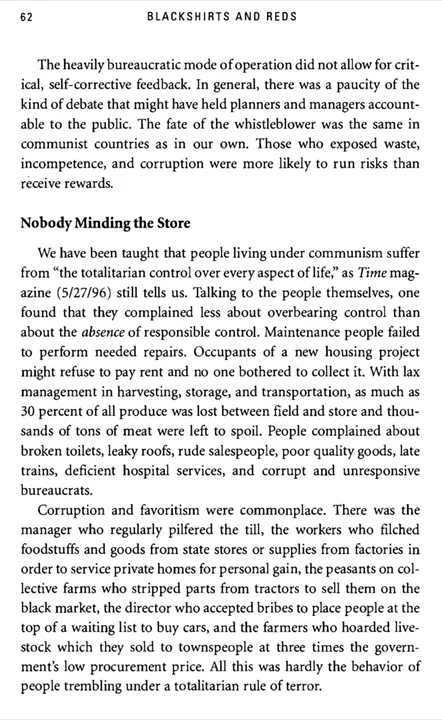 62 BLACKSHIRTS AND REDS
The heavily bureaucratic mode of operation did not allow for crit-
ical, self-corrective feedback. In general, there was a paucity of the
kind of debate that might have held planners and managers account-
able to the public. The fate of the whistleblower was the same in
communist countries as in our own. Those who exposed waste,
incompetence, and corruption were more likely to run risks than
receive rewards.
Nobody Minding the Store
We have been taught that people living under communism suffer
from “the totalitarian control over every aspect of life,” as Time mag-
azine (5/27/96) still tells us. Talking to the people themselves, one
found that they complained less about overbearing control than
about the absence of responsible control. Maintenance people failed
to perform needed repairs. Occupants of a new housing project
might refuse to pay rent and no one bothered to collect it. With lax
management in harvesting, storage, and transportation, as much as
30 percent of all produce was lost between field and store and thou-
sands of tons of meat were left to spoil. People complained about
broken toilets, leaky roofs, rude salespeople, poor quality goods, late
trains, deficient hospital services, and corrupt and unresponsive
bureaucrats.
Corruption and favoritism were commonplace. There was the
manager who regularly pilfered the till, the workers who filched
foodstuffs and goods from state stores or supplies from factories in
order to service private homes for personal gain, the peasants on col-
lective farms who stripped parts from tractors to sell them on the
black market, the director who accepted bribes to place people at the
top of a waiting list to buy cars, and the farmers who hoarded live-
stock which they sold to townspeople at three times the govern-
ment’s low procurement price. All this was hardly the behavior of
people trembling under a totalitarian rule of terror.